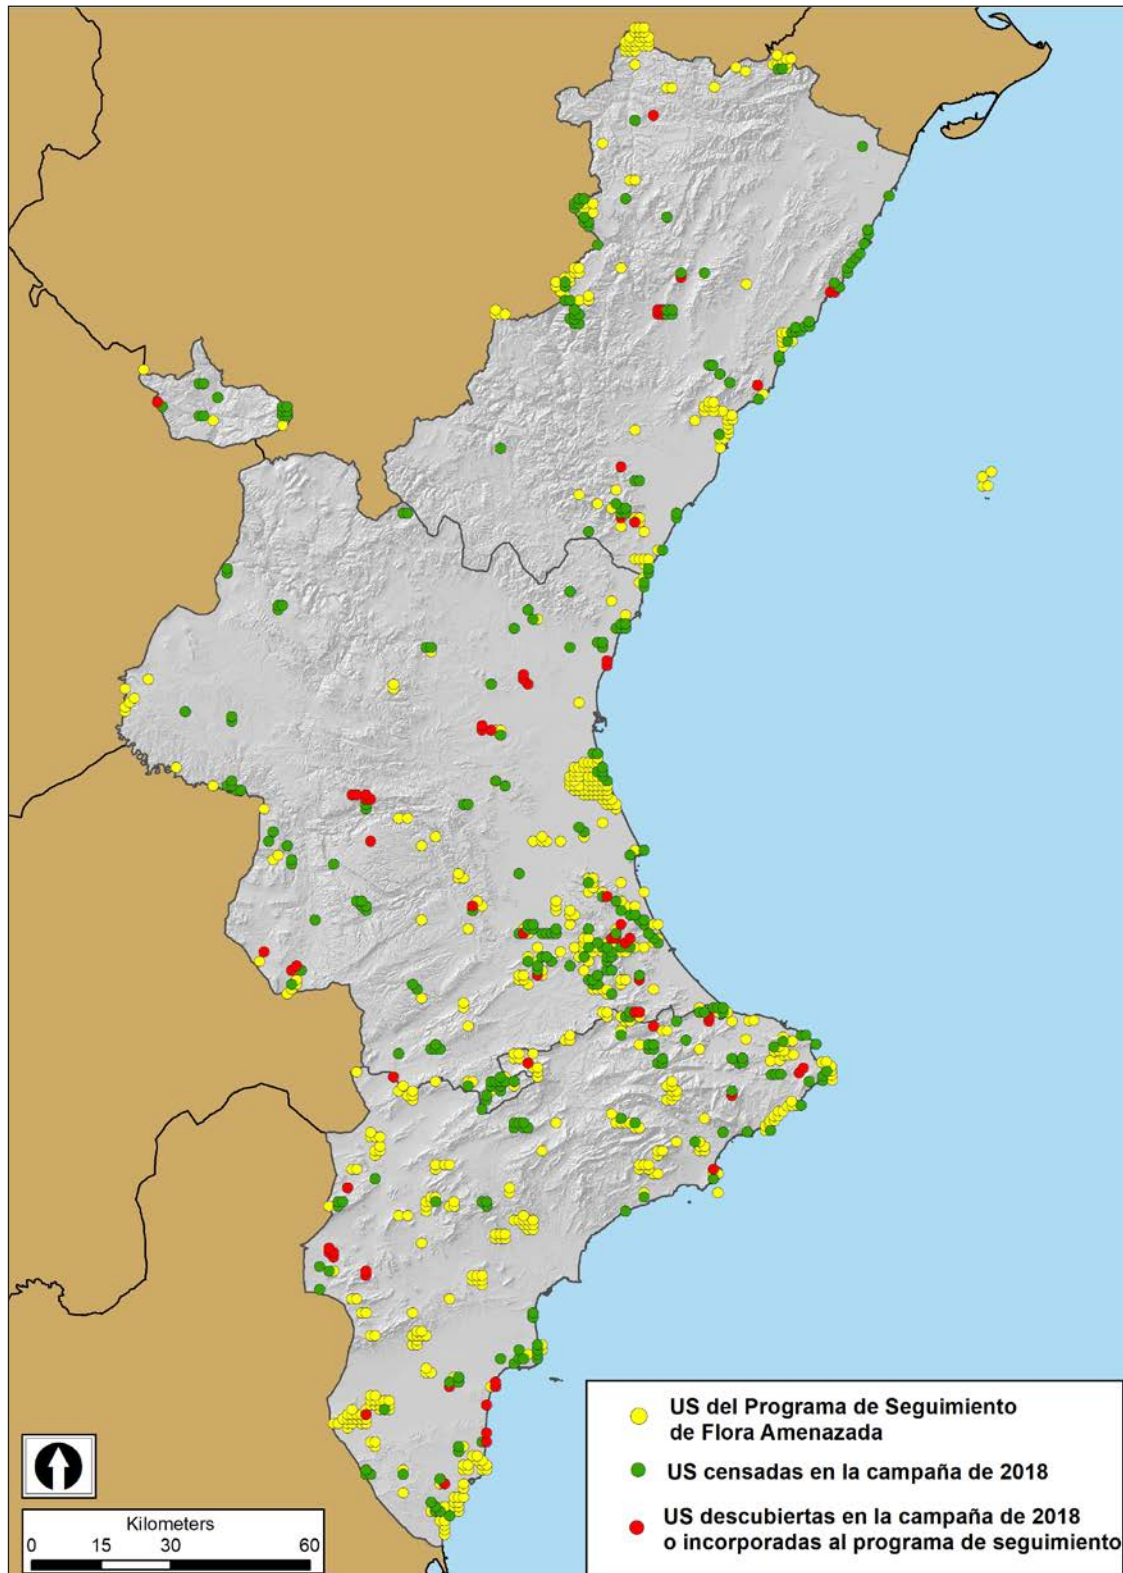 US del Programa de Seguimiento
de Flora Amenazada
US censadas en la campaña de 2018
US descubiertas en la campaña de 2018
o incorporadas al programa de seguimiento
Kilometers
0 15 30 60